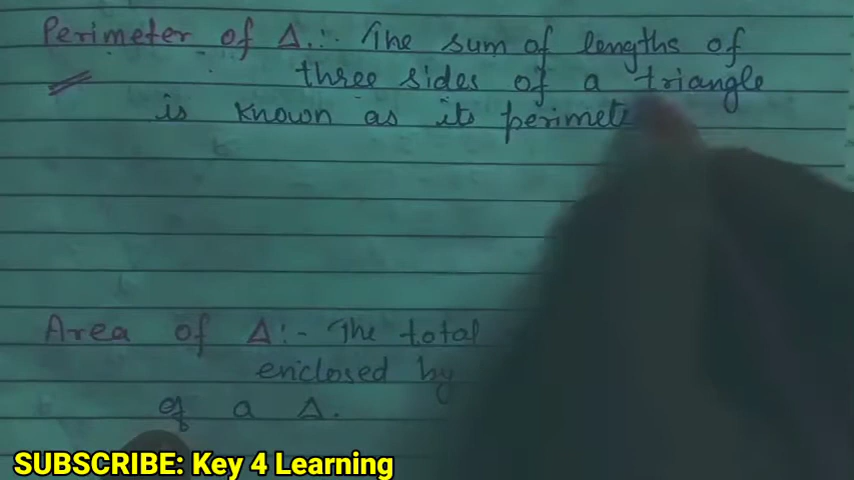 Perimeter of Δ :- The sum of lengths of
three sides of a triangle
is known as its perimet
Area of Δ :- The total
enclosed by
of a Δ.
SUBSCRIBE: Key 4 Learning